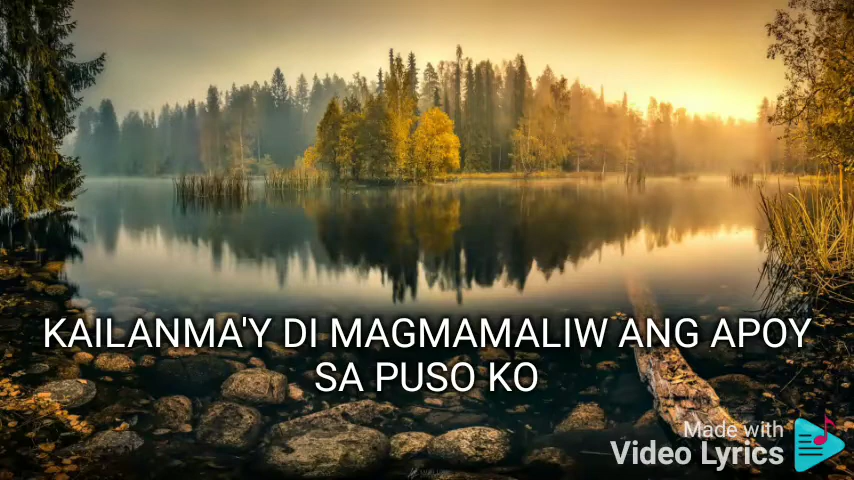 KAILANMA'Y DI MAGMAMALIW ANG APOY
SA PUSO KO
Made with
Video Lyrics